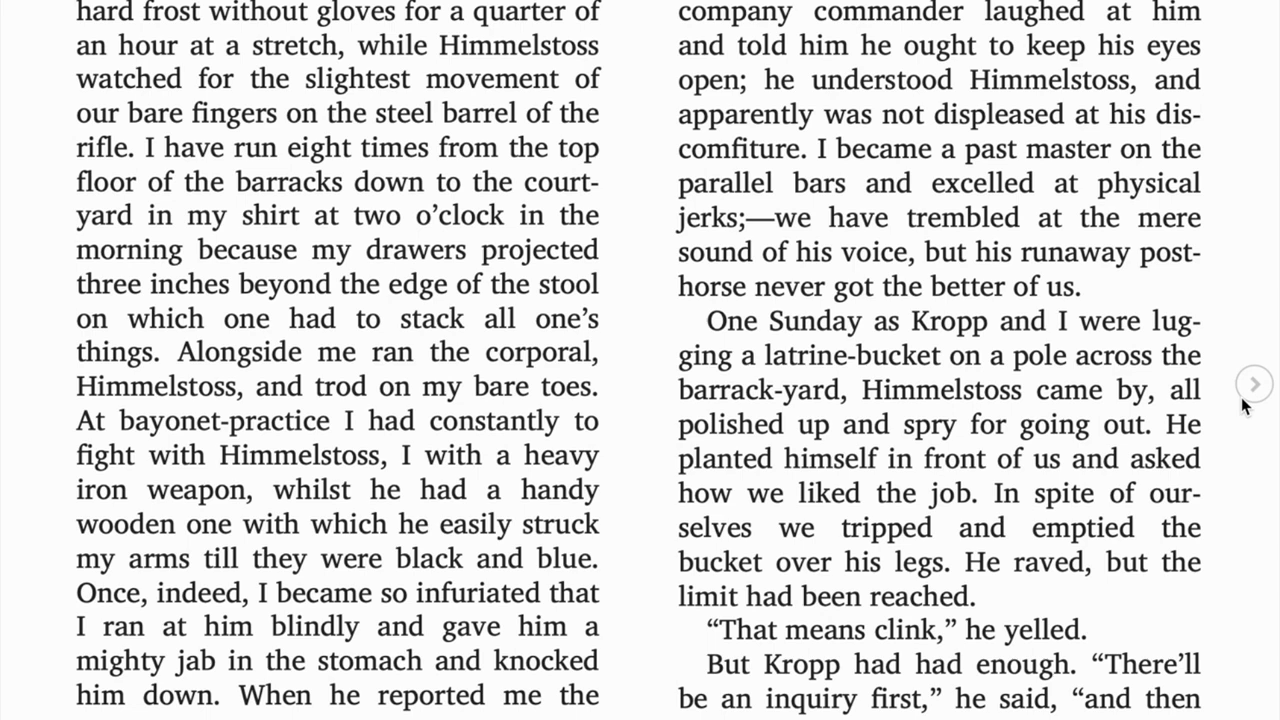 hard frost without gloves for a quarter of
an hour at a stretch, while Himmelstoss
watched for the slightest movement of
our bare fingers on the steel barrel of the
rifle. I have run eight times from the top
floor of the barracks down to the court-
yard in my shirt at two o’clock in the
morning because my drawers projected
three inches beyond the edge of the stool
on which one had to stack all one’s
things. Alongside me ran the corporal,
Himmelstoss, and trod on my bare toes.
At bayonet-practice I had constantly to
fight with Himmelstoss, I with a heavy
iron weapon, whilst he had a handy
wooden one with which he easily struck
my arms till they were black and blue.
Once, indeed, I became so infuriated that
I ran at him blindly and gave him a
mighty jab in the stomach and knocked
him down. When he reported me the
company commander laughed at him
and told him he ought to keep his eyes
open; he understood Himmelstoss, and
apparently was not displeased at his dis-
comfiture. I became a past master on the
parallel bars and excelled at physical
jerks;—we have trembled at the mere
sound of his voice, but his runaway post-
horse never got the better of us.
One Sunday as Kropp and I were lug-
ging a latrine-bucket on a pole across the
barrack-yard, Himmelstoss came by, all
polished up and spry for going out. He
planted himself in front of us and asked
how we liked the job. In spite of our-
selves we tripped and emptied the
bucket over his legs. He raved, but the
limit had been reached.
“That means clink,” he yelled.
But Kropp had had enough. “There’ll
be an inquiry first,” he said, “and then